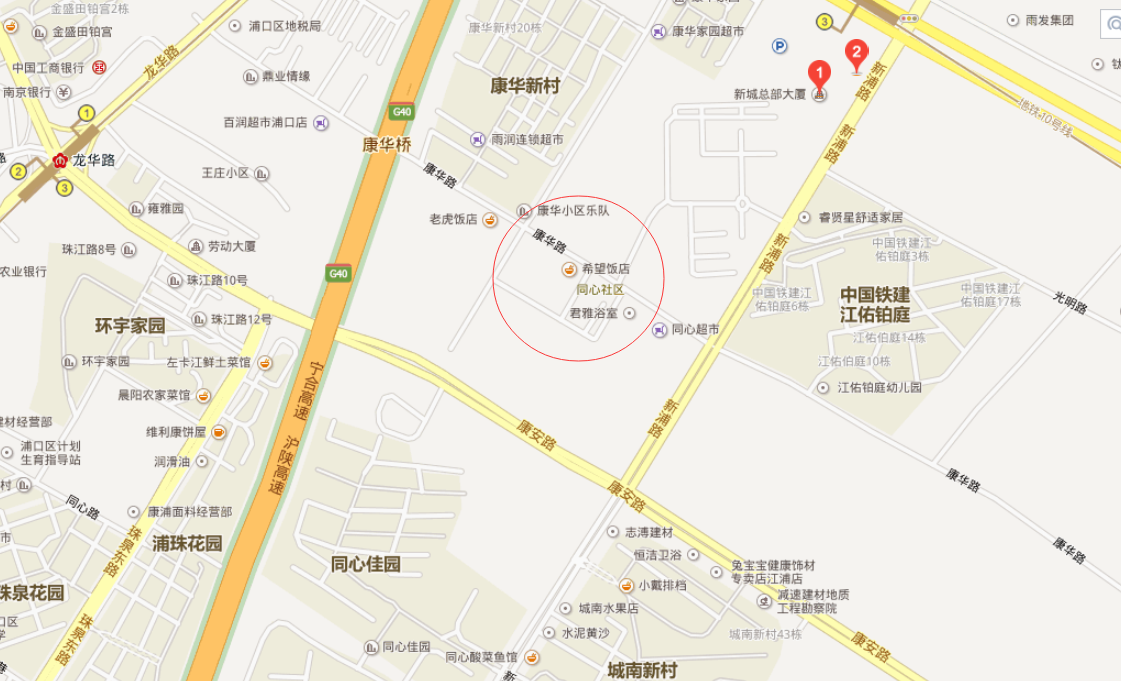 金盛田铂宫2栋
金盛田铂宫
浦口区地税局
中国工商银行
龙华路
南京银行
鼎业情缘
1
百润超市浦口店
G40
康华桥
康华新村20栋
康华新村
雨润连锁超市
康华家园超市
P
3
1
2
新城总部大厦
新浦路
雨发集团
地铁10号线
龙华路
2
3
王庄小区
雍雅园
珠江路8号
劳动大厦
农业银行
珠江路10号
珠江路12号
环宇家园
环宇家园
左卡江鲜土菜馆
晨阳农家菜馆
维利康饼屋
润滑油
建材经营部
浦口区计划
生育指导站
村
同心路
康浦面料经营部
浦珠花园
珠泉东路
珠泉花园
珠泉东路
G40
宁合高速
沪陕高速
康华路
老虎饭店
康华小区乐队
康华路
希望饭店
同心社区
君雅浴室
同心超市
新浦路
新浦路
新浦路
睿贤星舒适家居
中国铁建江
佑铂庭3栋
中国铁建江
佑铂庭6栋
中国铁建
江佑铂庭
中国铁建江
佑铂庭17栋
江佑伯庭14栋
江佑伯庭10栋
江佑铂庭幼儿园
光明路
康华路
康华路
康安路
康安路
康安路
同心佳园
同心佳园
同心酸菜鱼馆
志溥建材
恒洁卫浴
兔宝宝健康饰材
专卖店江浦店
小戴排档
减速建材地质
工程勘察院
城南水果店
水泥黄沙
城南新村43栋
城南新村
新